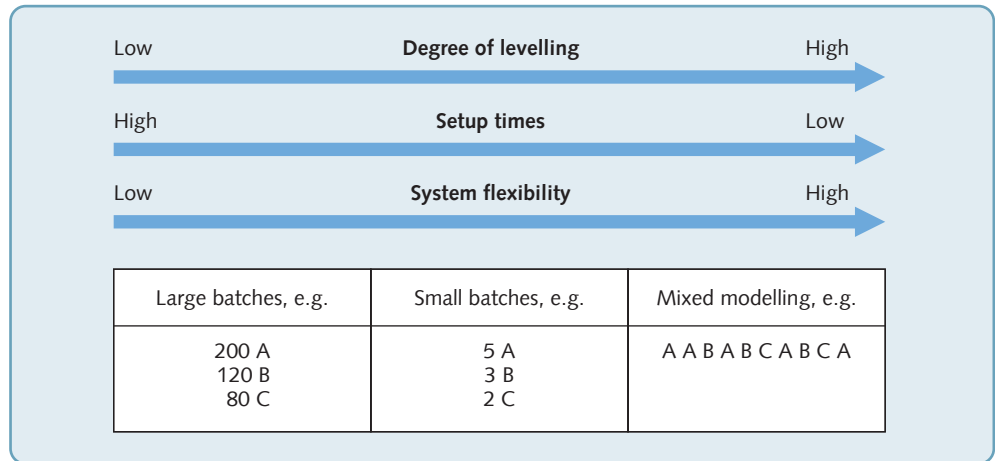 Low Degree of levelling High
High Setup times Low
Low System flexibility High
Large batches, e.g. Small batches, e.g. Mixed modelling, e.g.
200 A 5 A A A B A B C A B C A
120 B 3 B
80 C 2 C